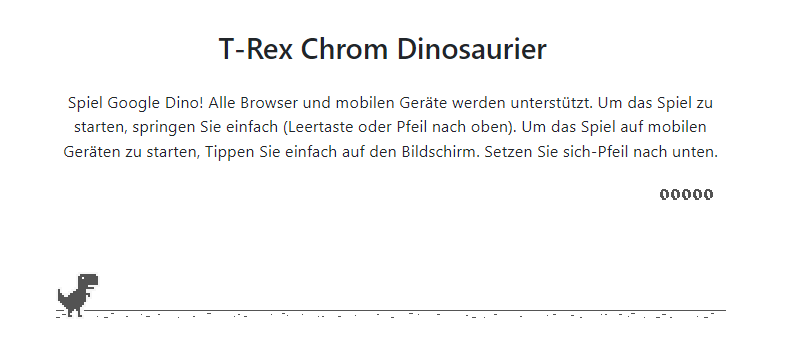 T-Rex Chrom Dinosaurier
Spiel Google Dino! Alle Browser und mobilen Geräte werden unterstützt. Um das Spiel zu
starten, springen Sie einfach (Leertaste oder Pfeil nach oben). Um das Spiel auf mobilen
Geräten zu starten, Tippen Sie einfach auf den Bildschirm. Setzen Sie sich-Pfeil nach unten.
00000